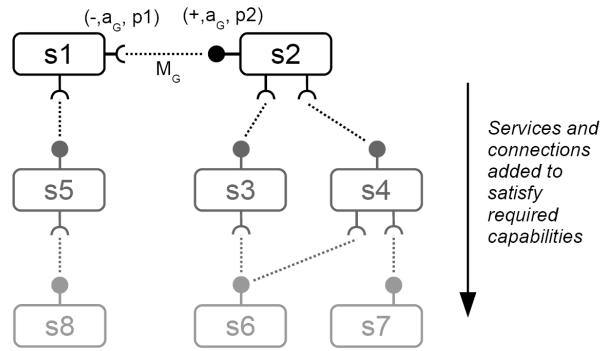 (-,aG, p1) (+,aG, p2)
s1 s2
MG
Services and
connections
added to
satisfy
required
capabilities
s5 s3 s4
s8 s6 s7